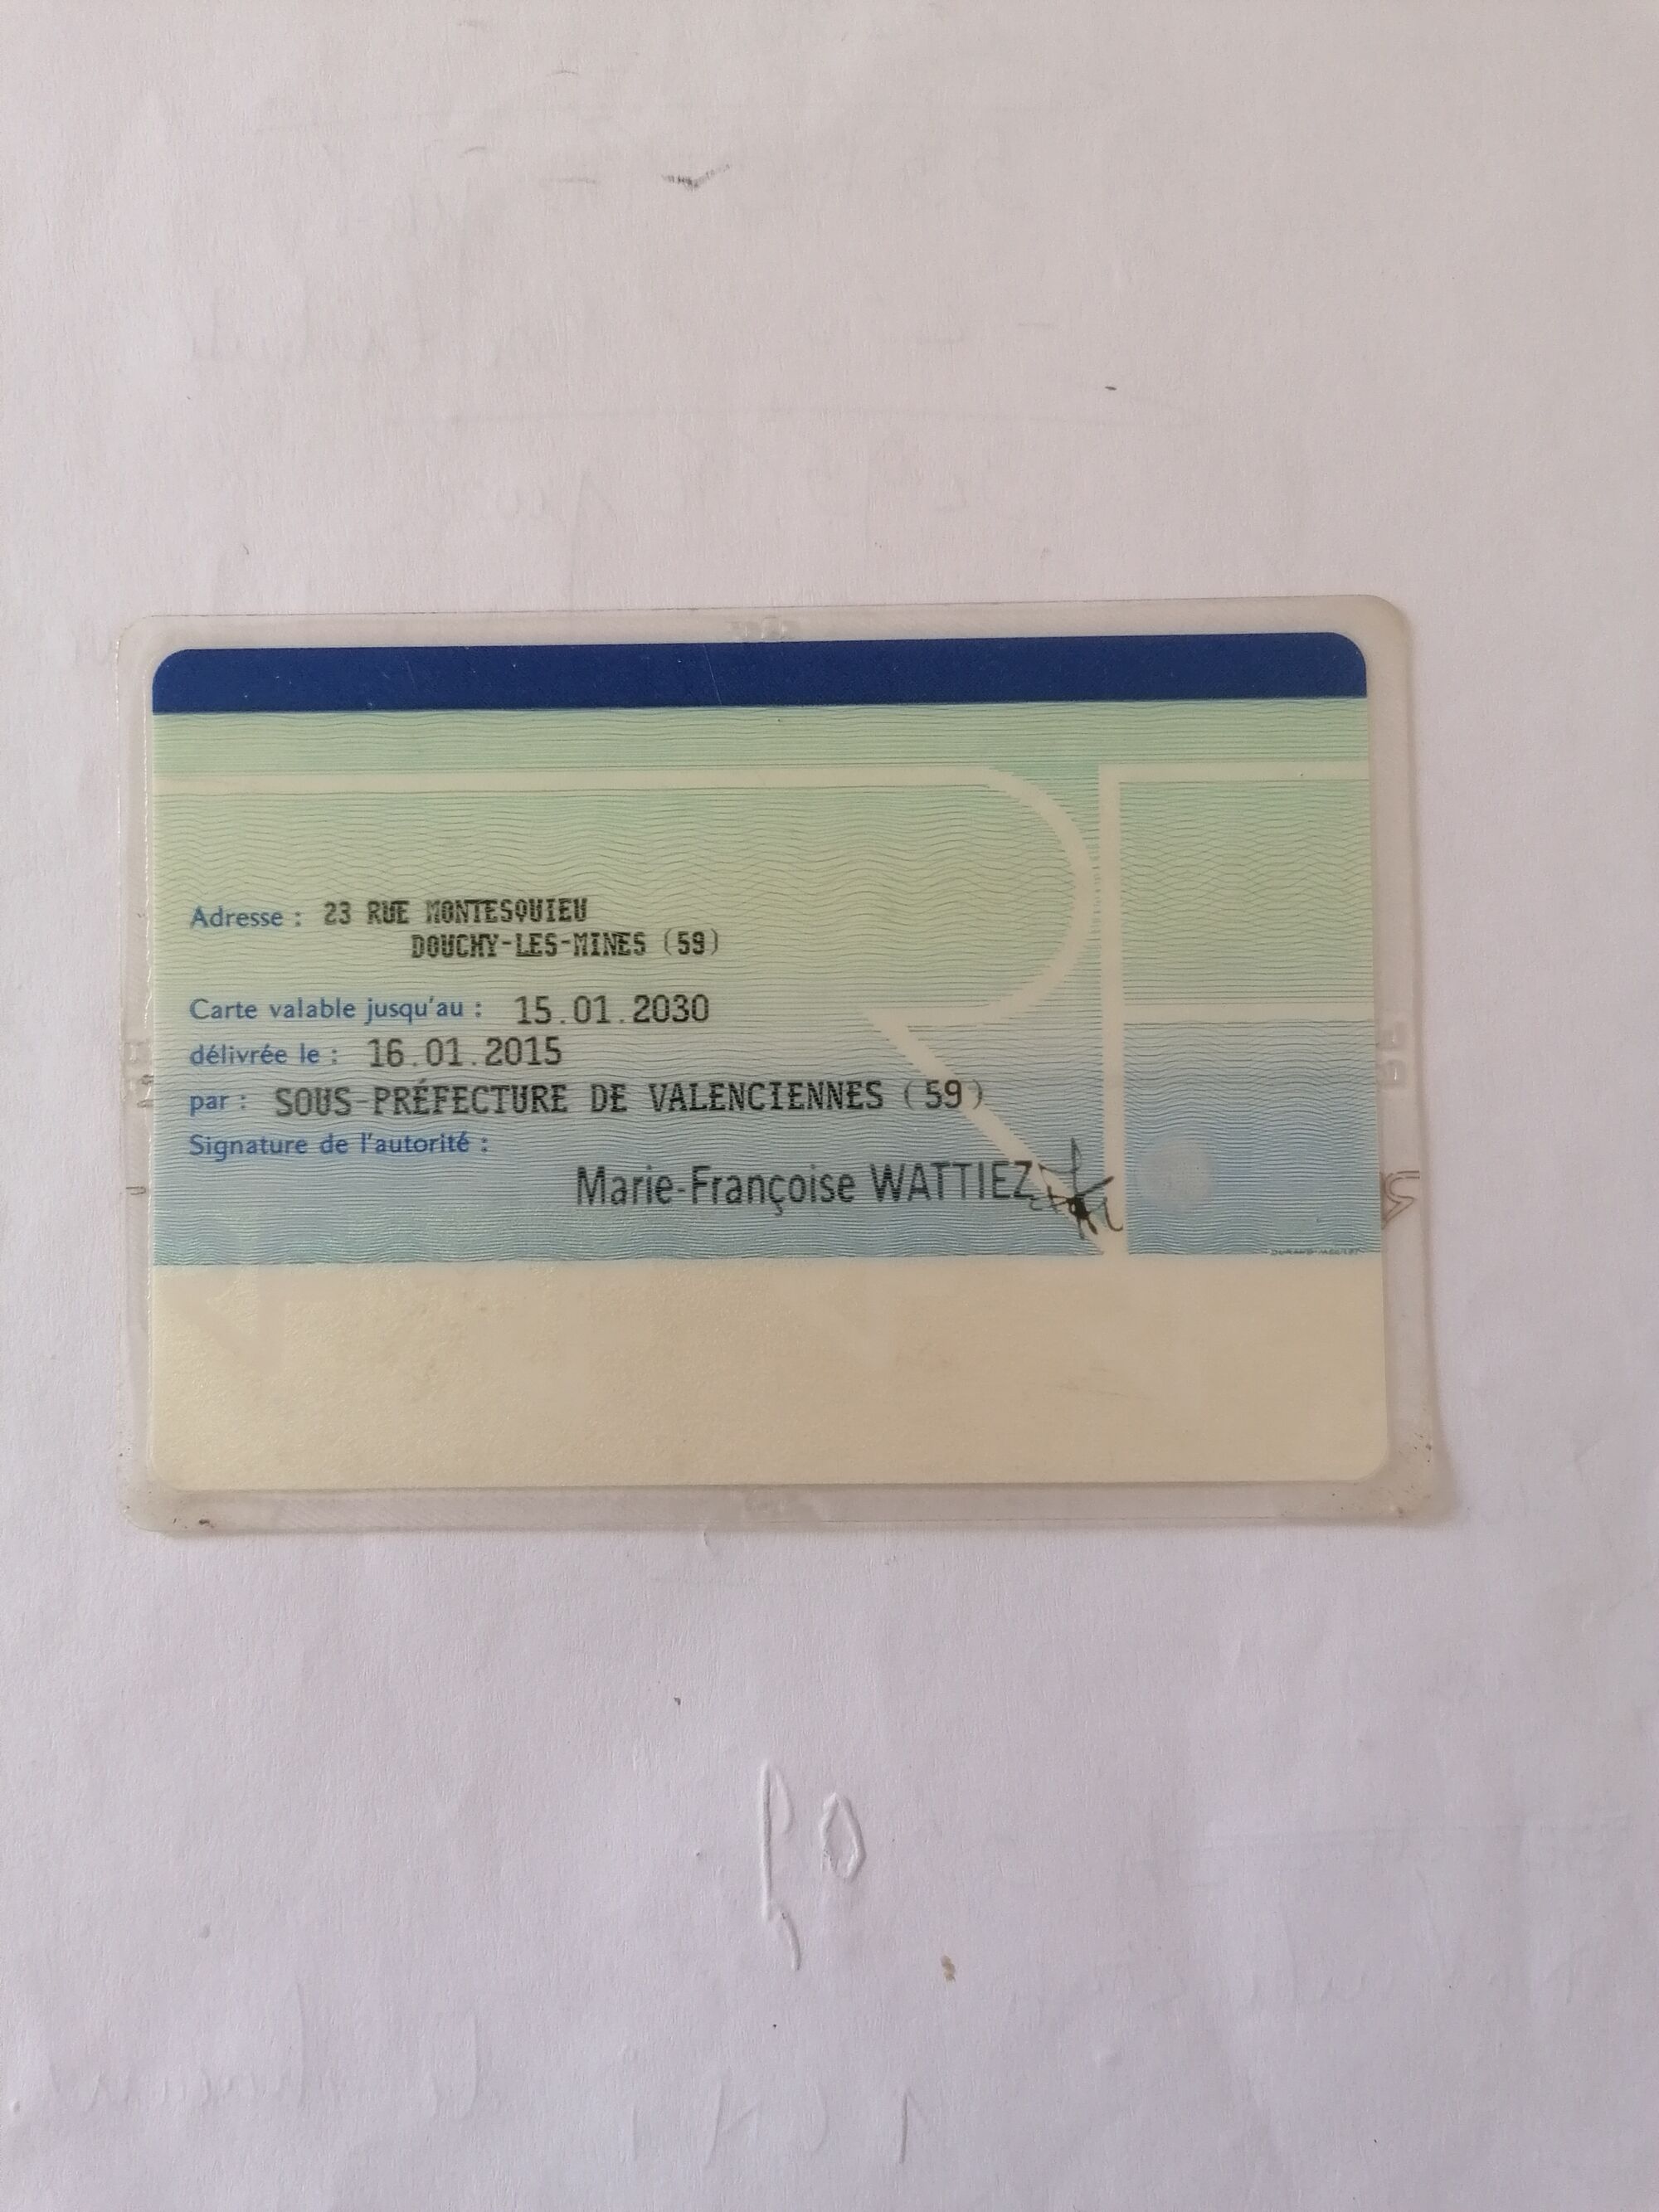 Adresse : 23 RUE MONTESQUIEU
DOUCHY-LES-MINES (59)
Carte valable jusqu'au : 15.01.2030
délivrée le : 16.01.2015
par : SOUS-PRÉFECTURE DE VALENCIENNES (59)
Signature de l'autorité :
Marie-Françoise WATTIEZ
RF